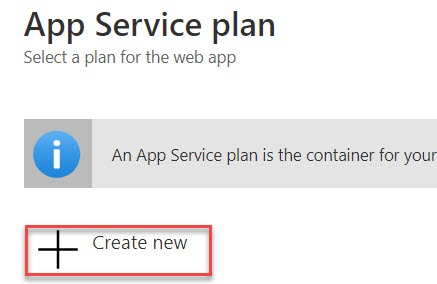 App Service plan
Select a plan for the web app
An App Service plan is the container for your
Create new